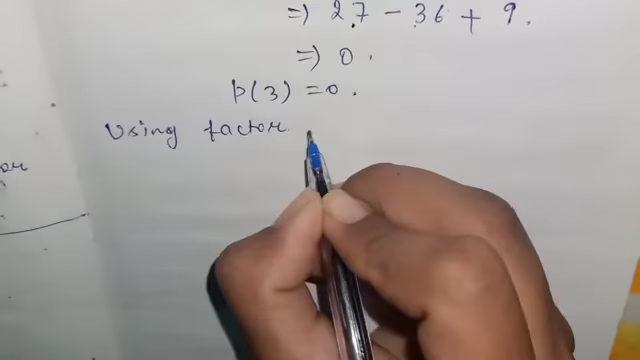 =) 27 - 36 + 9.
=) 0.
p(3) = 0.
Using factor